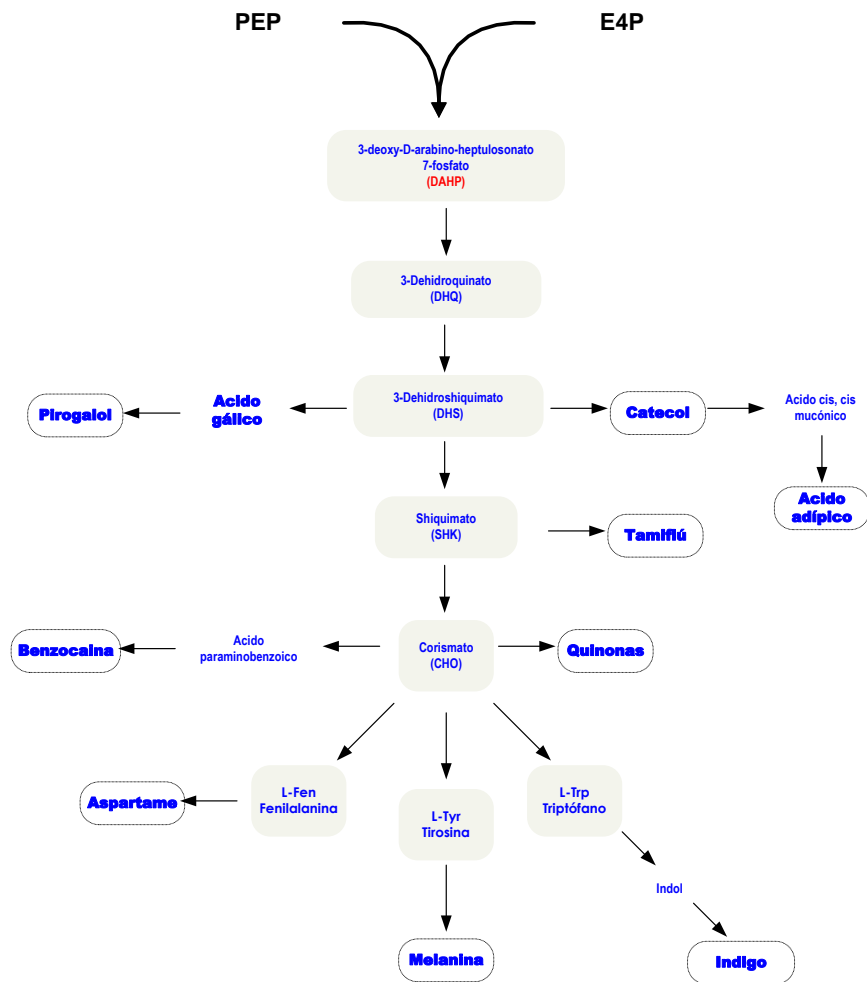 PEP
E4P
3-deoxy-D-arabino-heptulosonato
7-fosfato
(DAHP)
3-Dehidroquinato
(DHQ)
Pirogalol
Acido
gálico
3-Dehidroshiquimato
(DHS)
Catecol
Acido cis, cis
mucónico
Acido
adípico
Shiquimato
(SHK)
Tamiflú
Benzocaina
Acido
paraminobenzoico
Corismato
(CHO)
Quinonas
Aspartame
L-Fen
Fenilalanina
L-Tyr
Tirosina
L-Trp
Triptófano
Indol
Melanina
Indigo